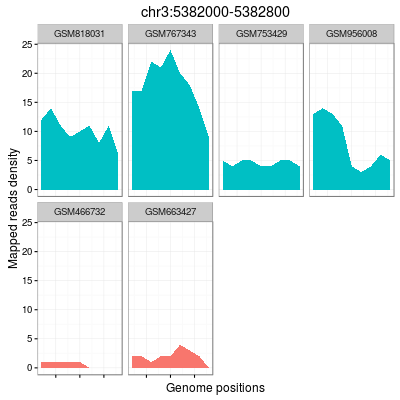 chr3:5382000-5382800
GSM818031 GSM767343 GSM753429 GSM956008
25
20
15
10
5
0
GSM466732 GSM663427
25
20
15
10
5
0
Mapped reads density
Genome positions